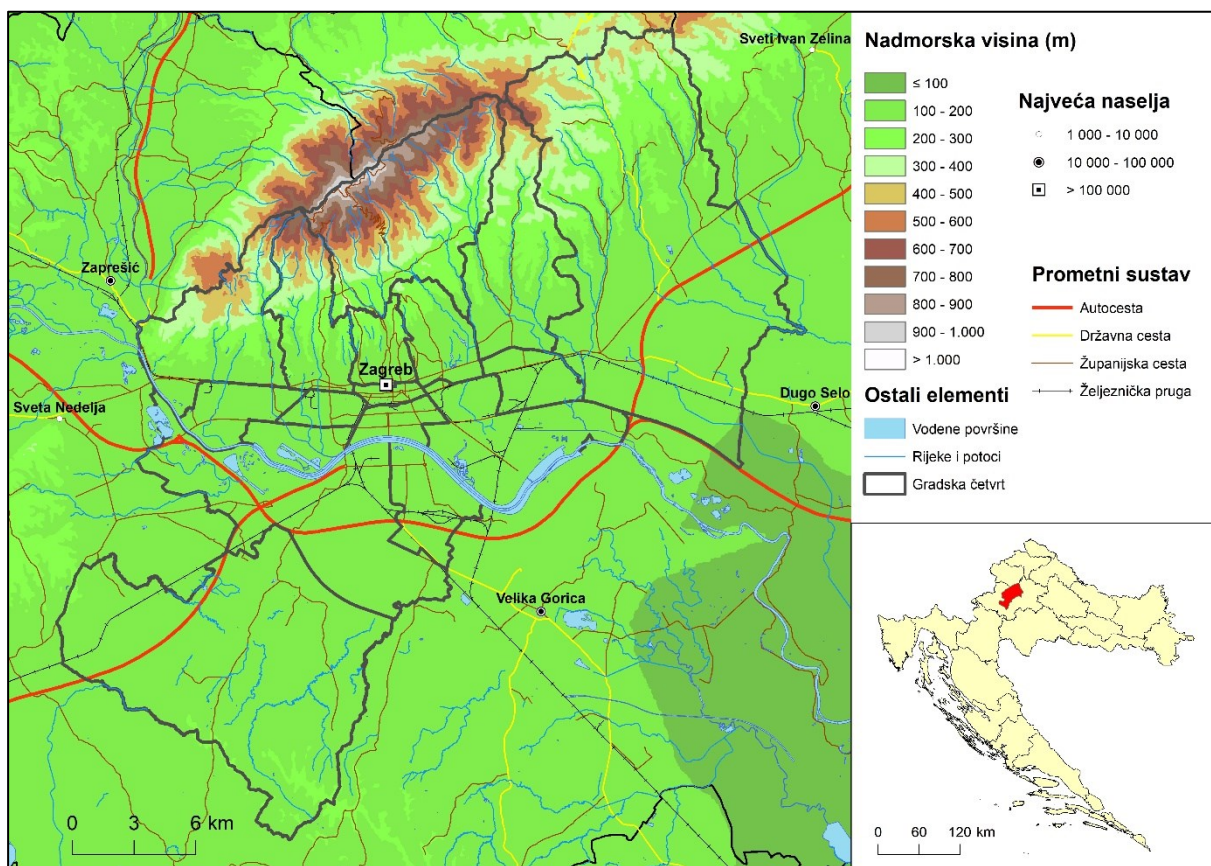 Sveti Ivan Zelina
Zaprešić
Zagreb
Sveta Nedelja
Dugo Selo
Velika Gorica
0 3 6 km
Nadmorska visina (m)
≤ 100
100 - 200
200 - 300
300 - 400
400 - 500
500 - 600
600 - 700
700 - 800
800 - 900
900 - 1.000
> 1.000
Ostali elementi
Vodene površine
Rijeke i potoci
Gradska četvrt
Najveća naselja
1 000 - 10 000
10 000 - 100 000
> 100 000
Prometni sustav
Autocesta
Državna cesta
Županijska cesta
Željeznička pruga
0 60 120 km